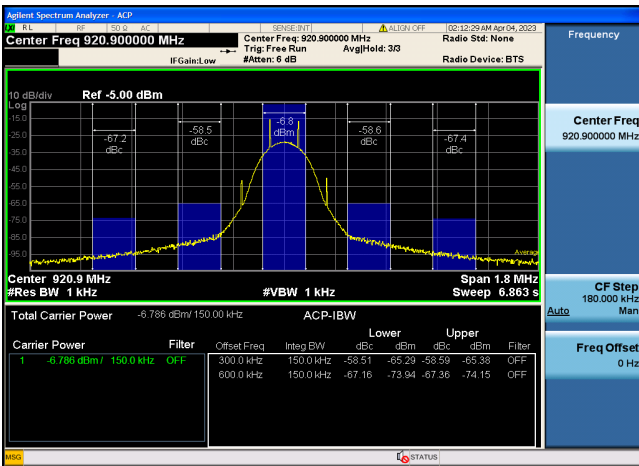 Agilent Spectrum Analyzer - ACP
RL RF 50 Ω AC SENSE:INT ALIGN OFF 02:12:29 AM Apr 04, 2023
Center Freq 920.900000 MHz
Center Freq: 920.900000 MHz Radio Std: None
Trig: Free Run Avg|Hold: 3/3
IFGain:Low #Atten: 6 dB Radio Device: BTS
10 dB/div Ref -5.00 dBm
Log
-15.0
-25.0
-35.0
-45.0
-55.0
-65.0
-75.0
-85.0
-95.0
-67.2
dBc
-58.5
dBc
-6.8
dBm
-58.6
dBc
-67.4
dBc
Average
Center 920.9 MHz Span 1.8 MHz
#Res BW 1 kHz #VBW 1 kHz Sweep 6.863 s
Total Carrier Power -6.786 dBm/ 150.00 kHz ACP-IBW
Lower Upper
Carrier Power Filter Offset Freq Integ BW dBc dBm dBc dBm Filter
1 -6.786 dBm / 150.0 kHz OFF 300.0 kHz 150.0 kHz -58.51 -65.29 -58.59 -65.38 OFF
600.0 kHz 150.0 kHz -67.16 -73.94 -67.36 -74.15 OFF
MSG STATUS
Frequency
Center Freq
920.900000 MHz
CF Step
180.000 kHz
Auto Man
Freq Offset
0 Hz